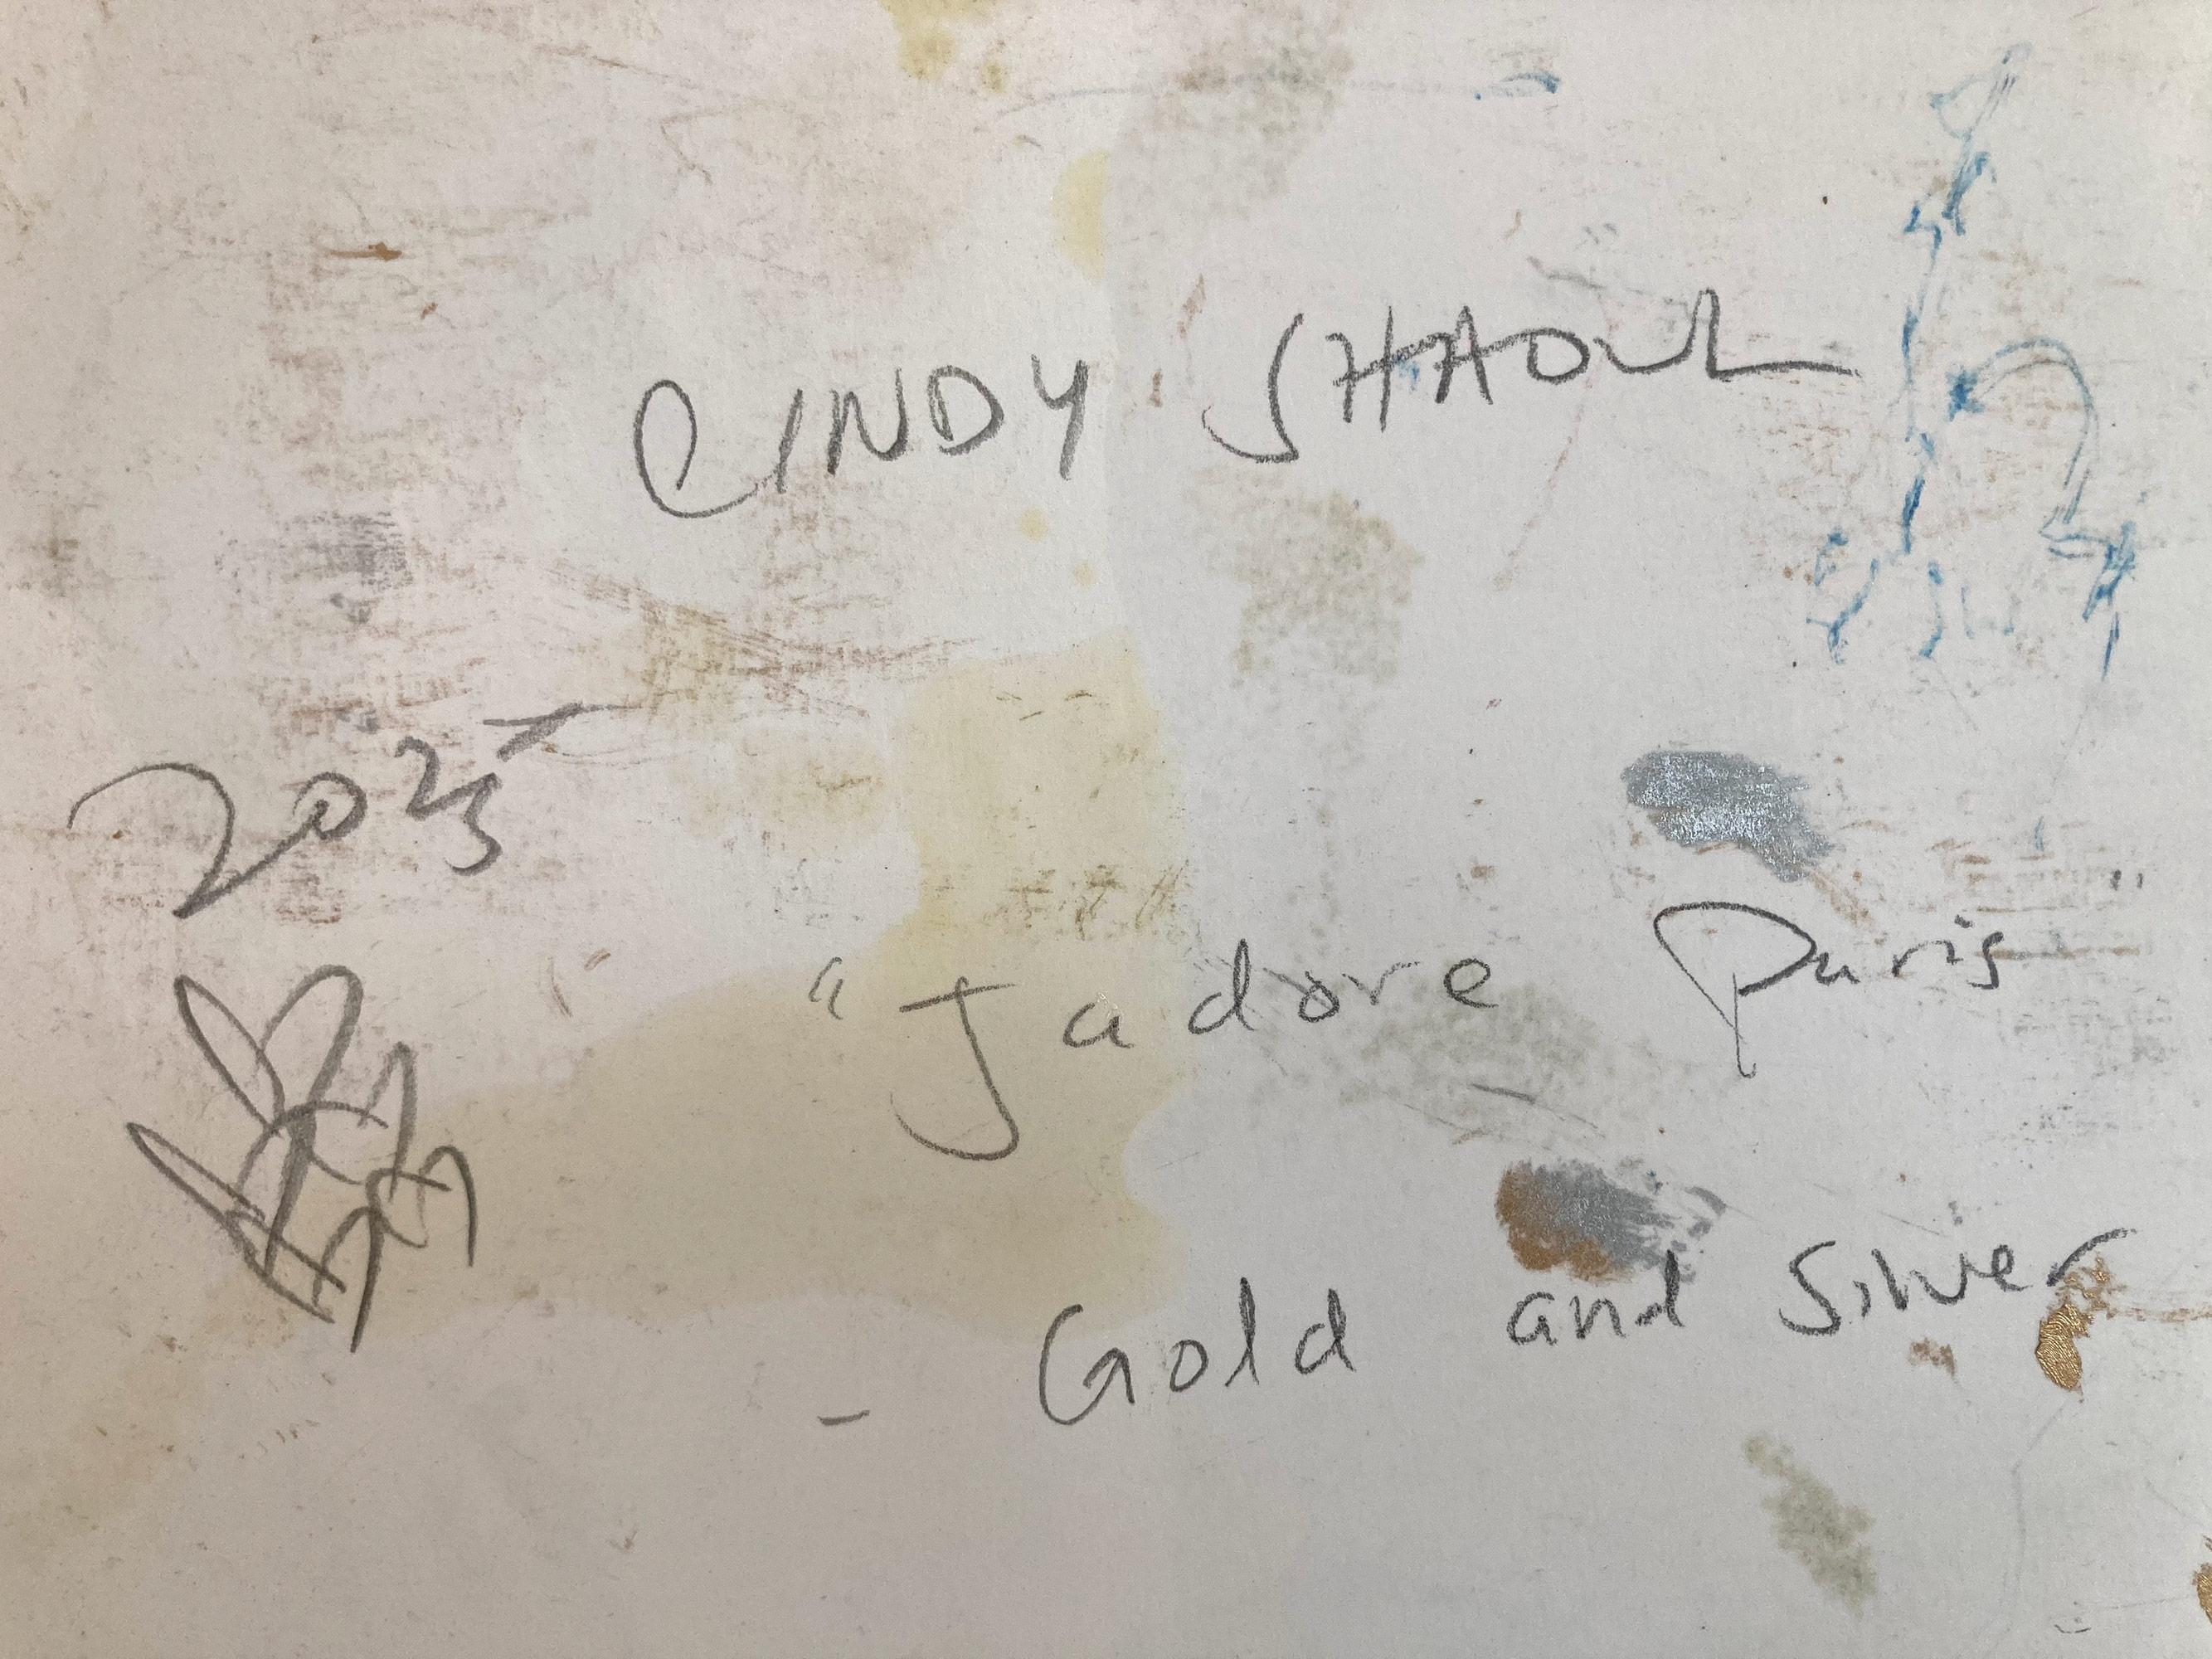 CINDY SHAOUL
2025
"Jadore Paris"
- Gold and Silver